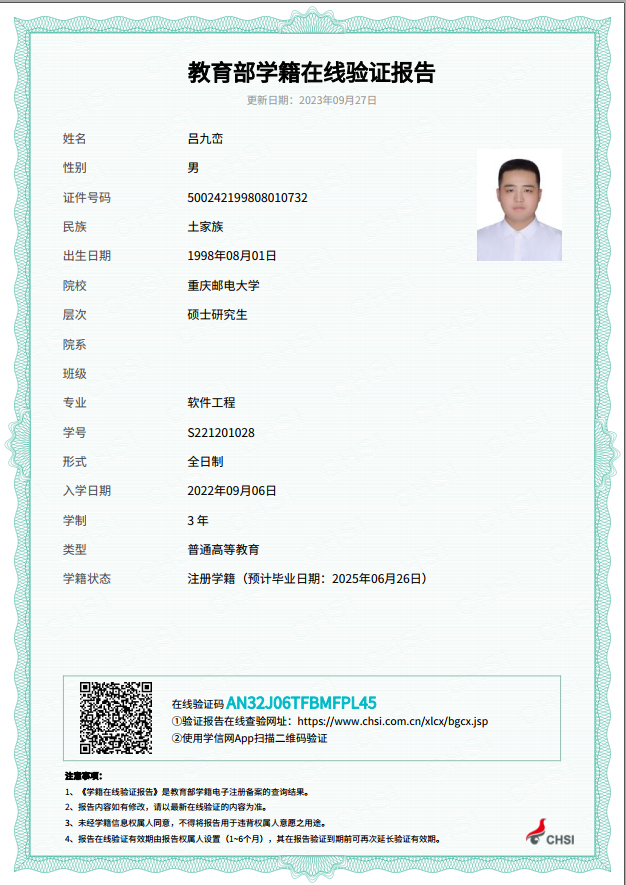 教育部学籍在线验证报告
更新日期：2023年09月27日
姓名 吕九峦
性别 男
证件号码 500242199808010732
民族 土家族
出生日期 1998年08月01日
院校 重庆邮电大学
层次 硕士研究生
院系
班级
专业 软件工程
学号 S221201028
形式 全日制
入学日期 2022年09月06日
学制 3 年
类型 普通高等教育
学籍状态 注册学籍（预计毕业日期：2025年06月26日）
在线验证码 AN32J06TFBMFPL45
①验证报告在线查验网址：https://www.chsi.com.cn/xlcx/bgcx.jsp
②使用学信网App扫描二维码验证
注意事项：
1、《学籍在线验证报告》是教育部学籍电子注册备案的查询结果。
2、报告内容如有修改，请以最新在线验证的内容为准。
3、未经学籍信息权属人同意，不得将报告用于违背权属人意愿之用途。
4、报告在线验证有效期由报告权属人设置（1~6个月），其在报告验证到期前可再次延长验证有效期。
CHSI